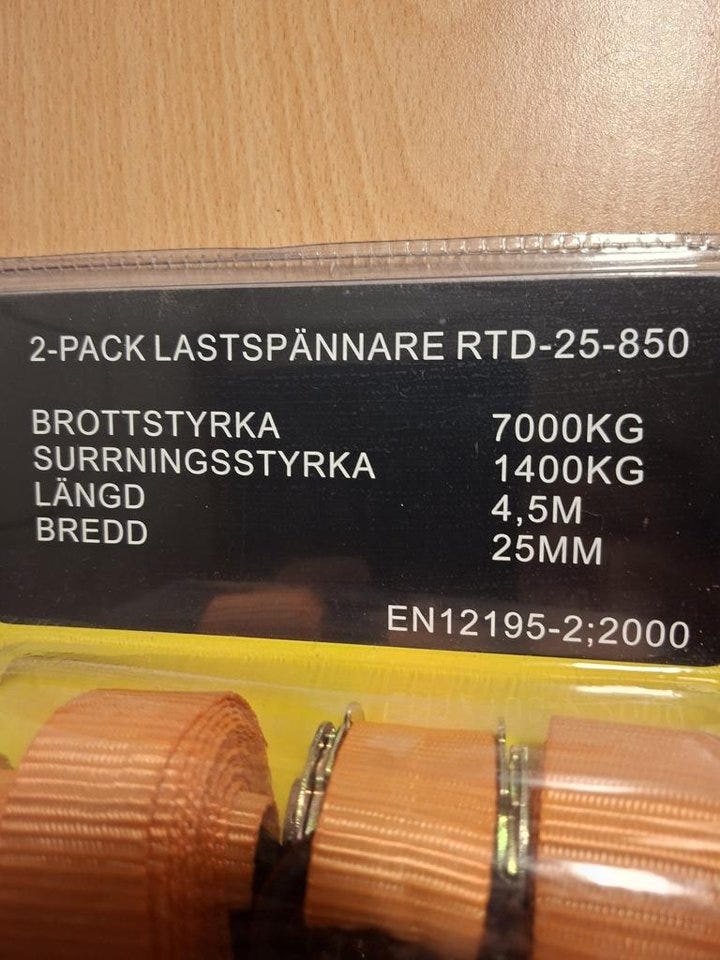 2-PACK LASTSPÄNNARE RTD-25-850
BROTTSTYRKA 7000KG
SURRNINGSSTYRKA 1400KG
LÄNGD 4,5M
BREDD 25MM
EN12195-2;2000